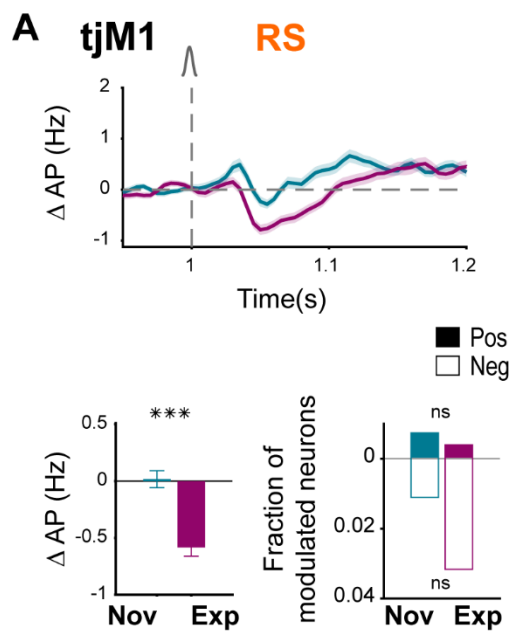 A
tjM1 RS
2
1
0
-1
Δ AP (Hz)
1 1.1 1.2
Time(s)
Pos
Neg
0.5
0
-0.5
-1
Δ AP (Hz)
***
Nov Exp
Fraction of
modulated neurons
0
0.02
0.04
ns
ns
Nov Exp